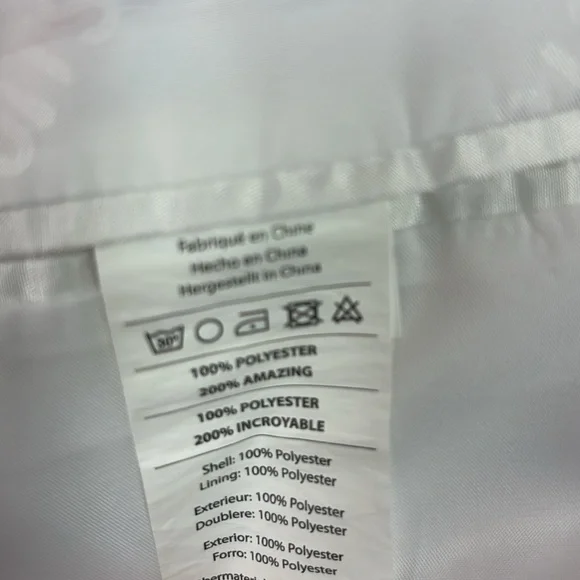 Fabriqué en Chine
Hecho en China
Hergestellt in China
30°
100% POLYESTER
200% AMAZING
100% POLYESTER
200% INCROYABLE
Shell: 100% Polyester
Lining: 100% Polyester
Exterieur: 100% Polyester
Doublere: 100% Polyester
Exterior: 100% Polyester
Forro: 100% Polyester